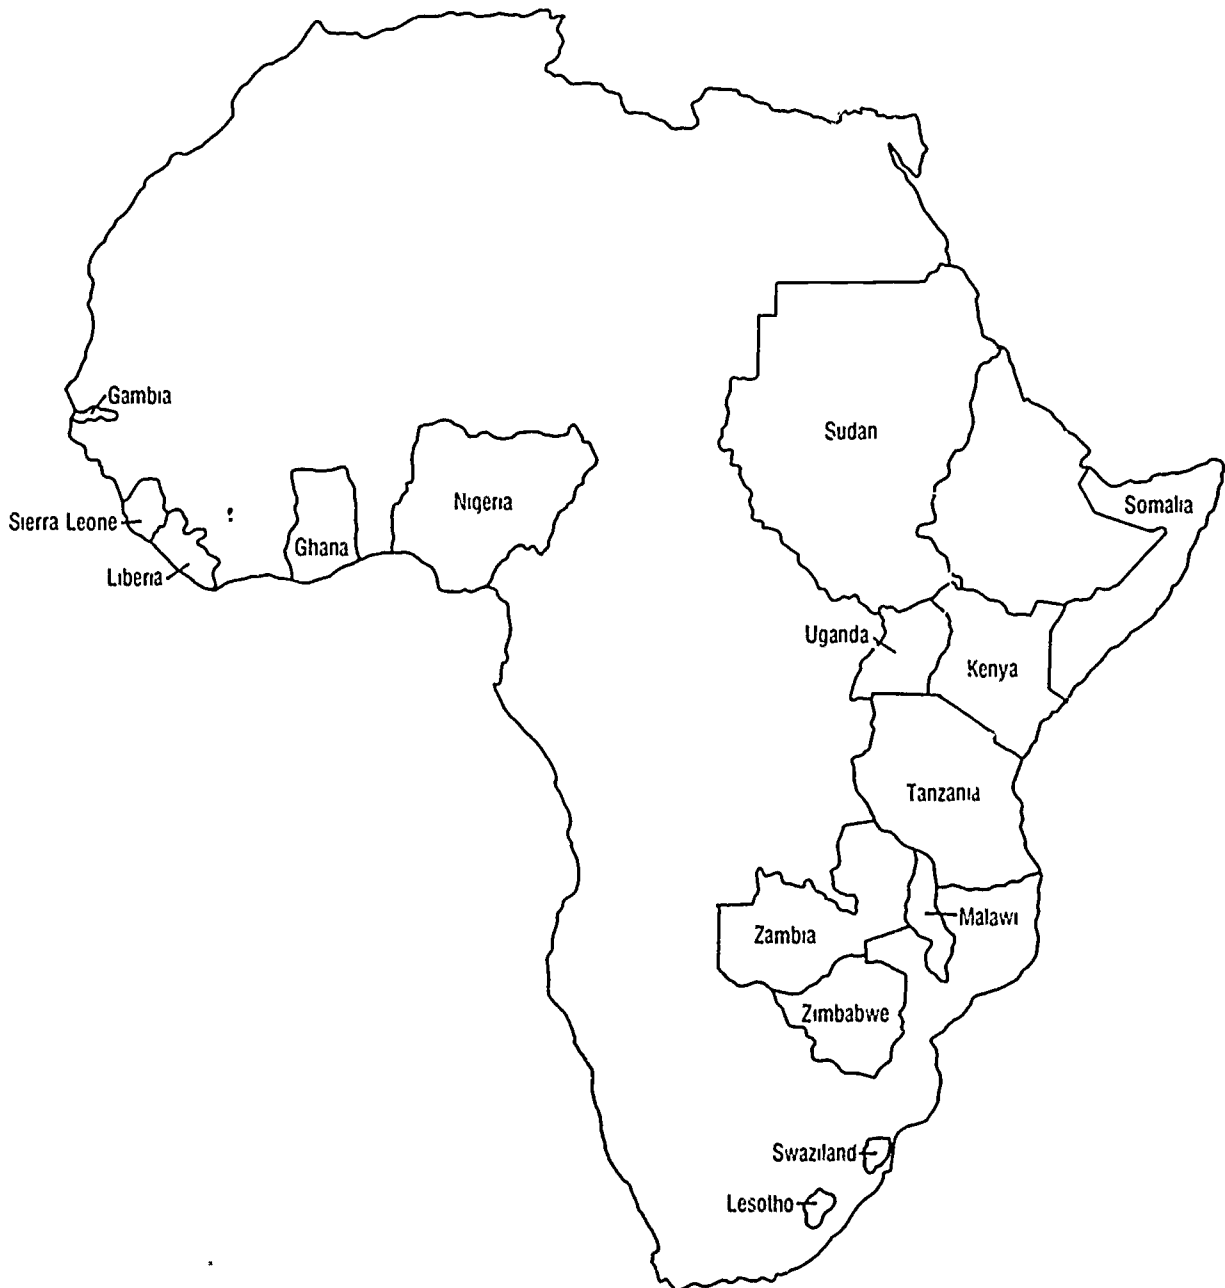 Gambia
Sudan
Nigeria
Somalia
Sierra Leone
Ghana
Liberia
Uganda
Kenya
Tanzania
Malawi
Zambia
Zimbabwe
Swaziland
Lesotho